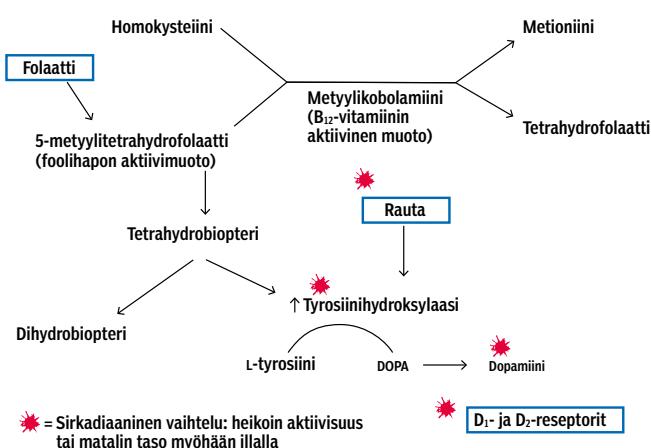 Homokysteiini
Metioniini
Folaatti
Metyylikobolamiini
(B₁₂-vitamiinin
aktiivinen muoto)
Tetrahydrofolaatti
5-metyylitetrahydrofolaatti
(foolihapon aktiivimuoto)
Rauta
Tetrahydrobiopteri
↑ Tyrosiinihydroksylaasi
Dihydrobiopteri
L-tyrosiini
DOPA
Dopamiini
= Sirkadiaaninen vaihtelu: heikoin aktiivisuus
tai matalin taso myöhään illalla
D₁- ja D₂-reseptorit